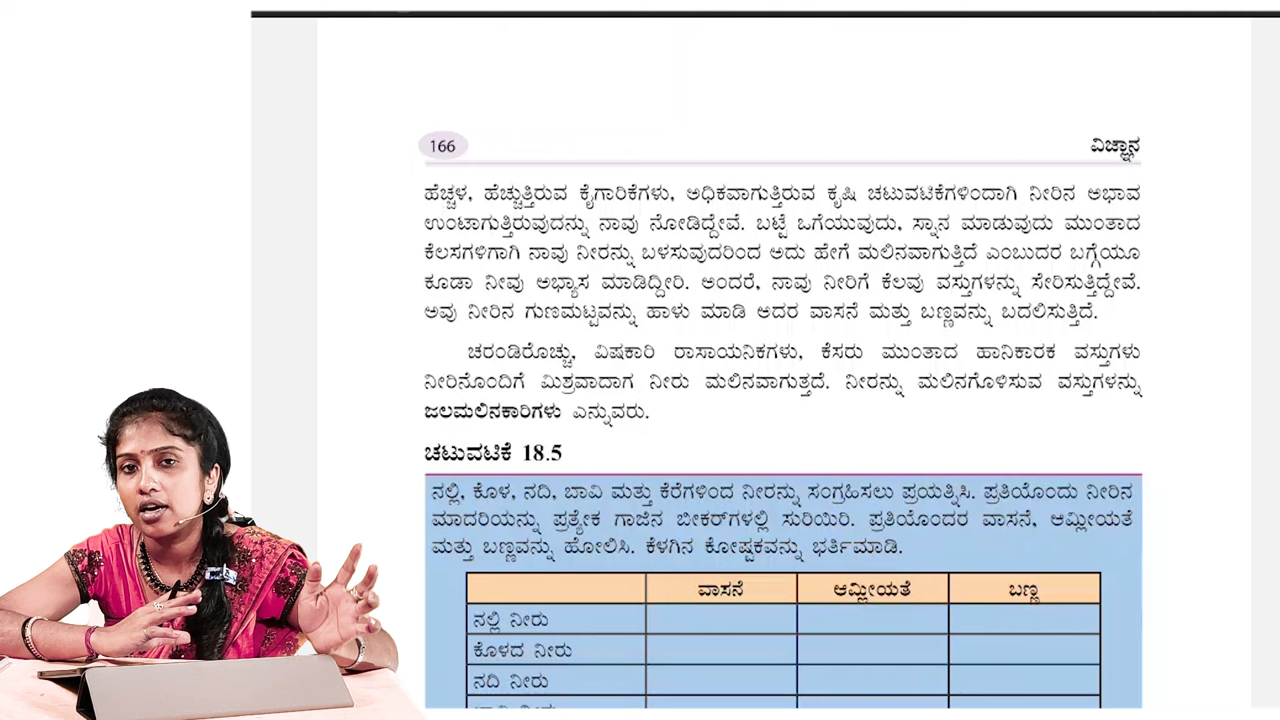 166
ವಿಜ್ಞಾನ
ಹೆಚ್ಚಳ, ಹೆಚ್ಚುತ್ತಿರುವ ಕೈಗಾರಿಕೆಗಳು, ಅಧಿಕವಾಗುತ್ತಿರುವ ಕೃಷಿ ಚಟುವಟಿಕೆಗಳಿಂದಾಗಿ ನೀರಿನ ಅಭಾವ
ಉಂಟಾಗುತ್ತಿರುವುದನ್ನು ನಾವು ನೋಡಿದ್ದೇವೆ. ಬಟ್ಟೆ ಒಗೆಯುವುದು, ಸ್ನಾನ ಮಾಡುವುದು ಮುಂತಾದ
ಕೆಲಸಗಳಿಗಾಗಿ ನಾವು ನೀರನ್ನು ಬಳಸುವುದರಿಂದ ಅದು ಹೇಗೆ ಮಲಿನವಾಗುತ್ತಿದೆ ಎಂಬುದರ ಬಗ್ಗೆಯೂ
ಕೂಡಾ ನೀವು ಅಭ್ಯಾಸ ಮಾಡಿದ್ದೀರಿ. ಅಂದರೆ, ನಾವು ನೀರಿಗೆ ಕೆಲವು ವಸ್ತುಗಳನ್ನು ಸೇರಿಸುತ್ತಿದ್ದೇವೆ.
ಅವು ನೀರಿನ ಗುಣಮಟ್ಟವನ್ನು ಹಾಳು ಮಾಡಿ ಅದರ ವಾಸನೆ ಮತ್ತು ಬಣ್ಣವನ್ನು ಬದಲಿಸುತ್ತಿದೆ.
ಚರಂಡಿರೊಚ್ಚು, ವಿಷಕಾರಿ ರಾಸಾಯನಿಕಗಳು, ಕೆಸರು ಮುಂತಾದ ಹಾನಿಕಾರಕ ವಸ್ತುಗಳು
ನೀರಿನೊಂದಿಗೆ ಮಿಶ್ರವಾದಾಗ ನೀರು ಮಲಿನವಾಗುತ್ತದೆ. ನೀರನ್ನು ಮಲಿನಗೊಳಿಸುವ ವಸ್ತುಗಳನ್ನು
ಜಲಮಲಿನಕಾರಿಗಳು ಎನ್ನುವರು.
ಚಟುವಟಿಕೆ 18.5
ನಲ್ಲಿ, ಕೊಳ, ನದಿ, ಬಾವಿ ಮತ್ತು ಕೆರೆಗಳಿಂದ ನೀರನ್ನು ಸಂಗ್ರಹಿಸಲು ಪ್ರಯತ್ನಿಸಿ. ಪ್ರತಿಯೊಂದು ನೀರಿನ
ಮಾದರಿಯನ್ನು ಪ್ರತ್ಯೇಕ ಗಾಜಿನ ಬೀಕರ್‌ಗಳಲ್ಲಿ ಸುರಿಯಿರಿ. ಪ್ರತಿಯೊಂದರ ವಾಸನೆ, ಆಮ್ಲೀಯತೆ
ಮತ್ತು ಬಣ್ಣವನ್ನು ಹೋಲಿಸಿ. ಕೆಳಗಿನ ಕೋಷ್ಟಕವನ್ನು ಭರ್ತಿಮಾಡಿ.
ವಾಸನೆ ಆಮ್ಲೀಯತೆ ಬಣ್ಣ
ನಲ್ಲಿ ನೀರು
ಕೊಳದ ನೀರು
ನದಿ ನೀರು